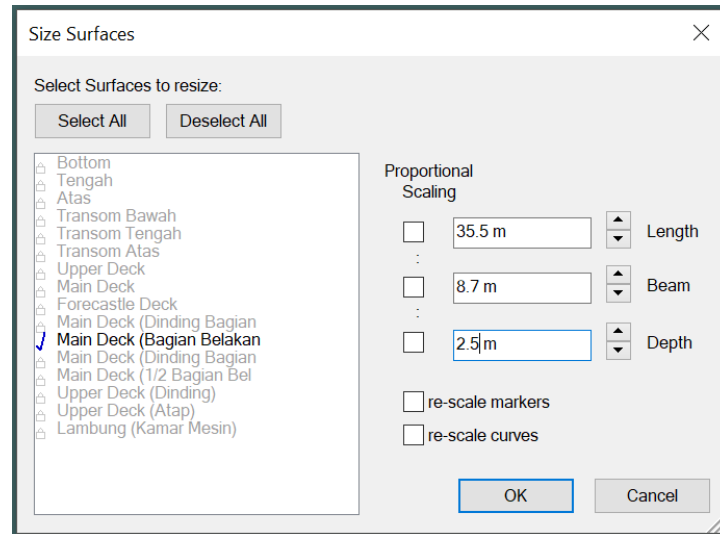 Size Surfaces
Select Surfaces to resize:
Select All
Deselect All
Bottom
Tengah
Atas
Transom Bawah
Transom Tengah
Transom Atas
Upper Deck
Main Deck
Forecastle Deck
Main Deck (Dinding Bagian
Main Deck (Bagian Belakan
Main Deck (Dinding Bagian
Main Deck (1/2 Bagian Bel
Upper Deck (Dinding)
Upper Deck (Atap)
Lambung (Kamar Mesin)
Proportional
Scaling
35.5 m Length
:
8.7 m Beam
:
2.5 m Depth
re-scale markers
re-scale curves
OK
Cancel